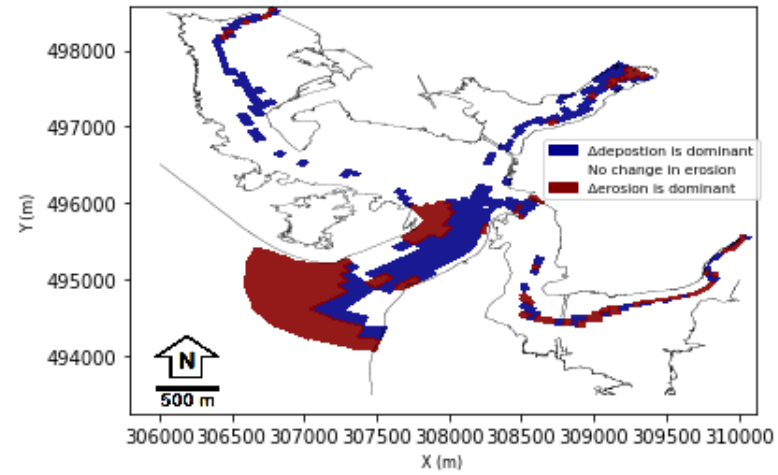 498000
497000
496000
495000
494000
Y (m)
Δdepostion is dominant
No change in erosion
Δerosion is dominant
N
500 m
306000 306500 307000 307500 308000 308500 309000 309500 310000
X (m)